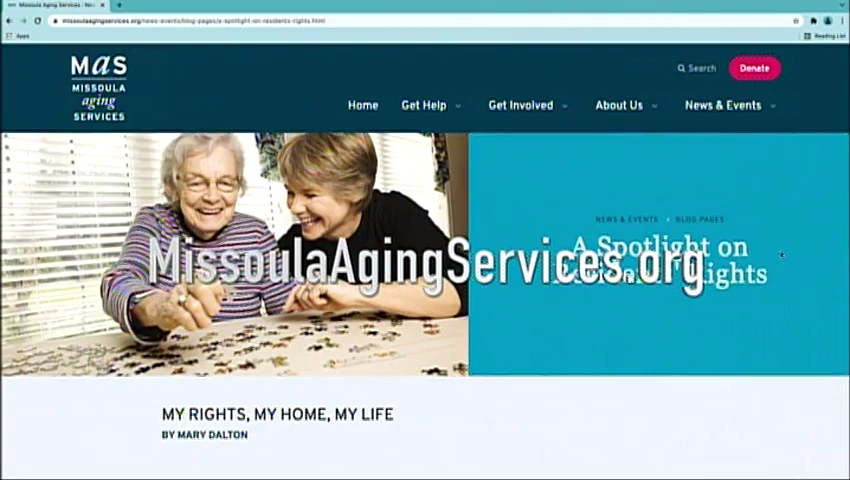 Missoula Aging Services
missoulaagingservices.org/news-events/blog-pages/a-spotlight-on-residents-rights.html
Apps
Reading List
MaS
MISSOULA
aging
SERVICES
Search
Donate
Home
Get Help
Get Involved
About Us
News & Events
NEWS & EVENTS
BLOG PAGES
A Spotlight on
Rights
MissoulaAgingServices.org
MY RIGHTS, MY HOME, MY LIFE
BY MARY DALTON